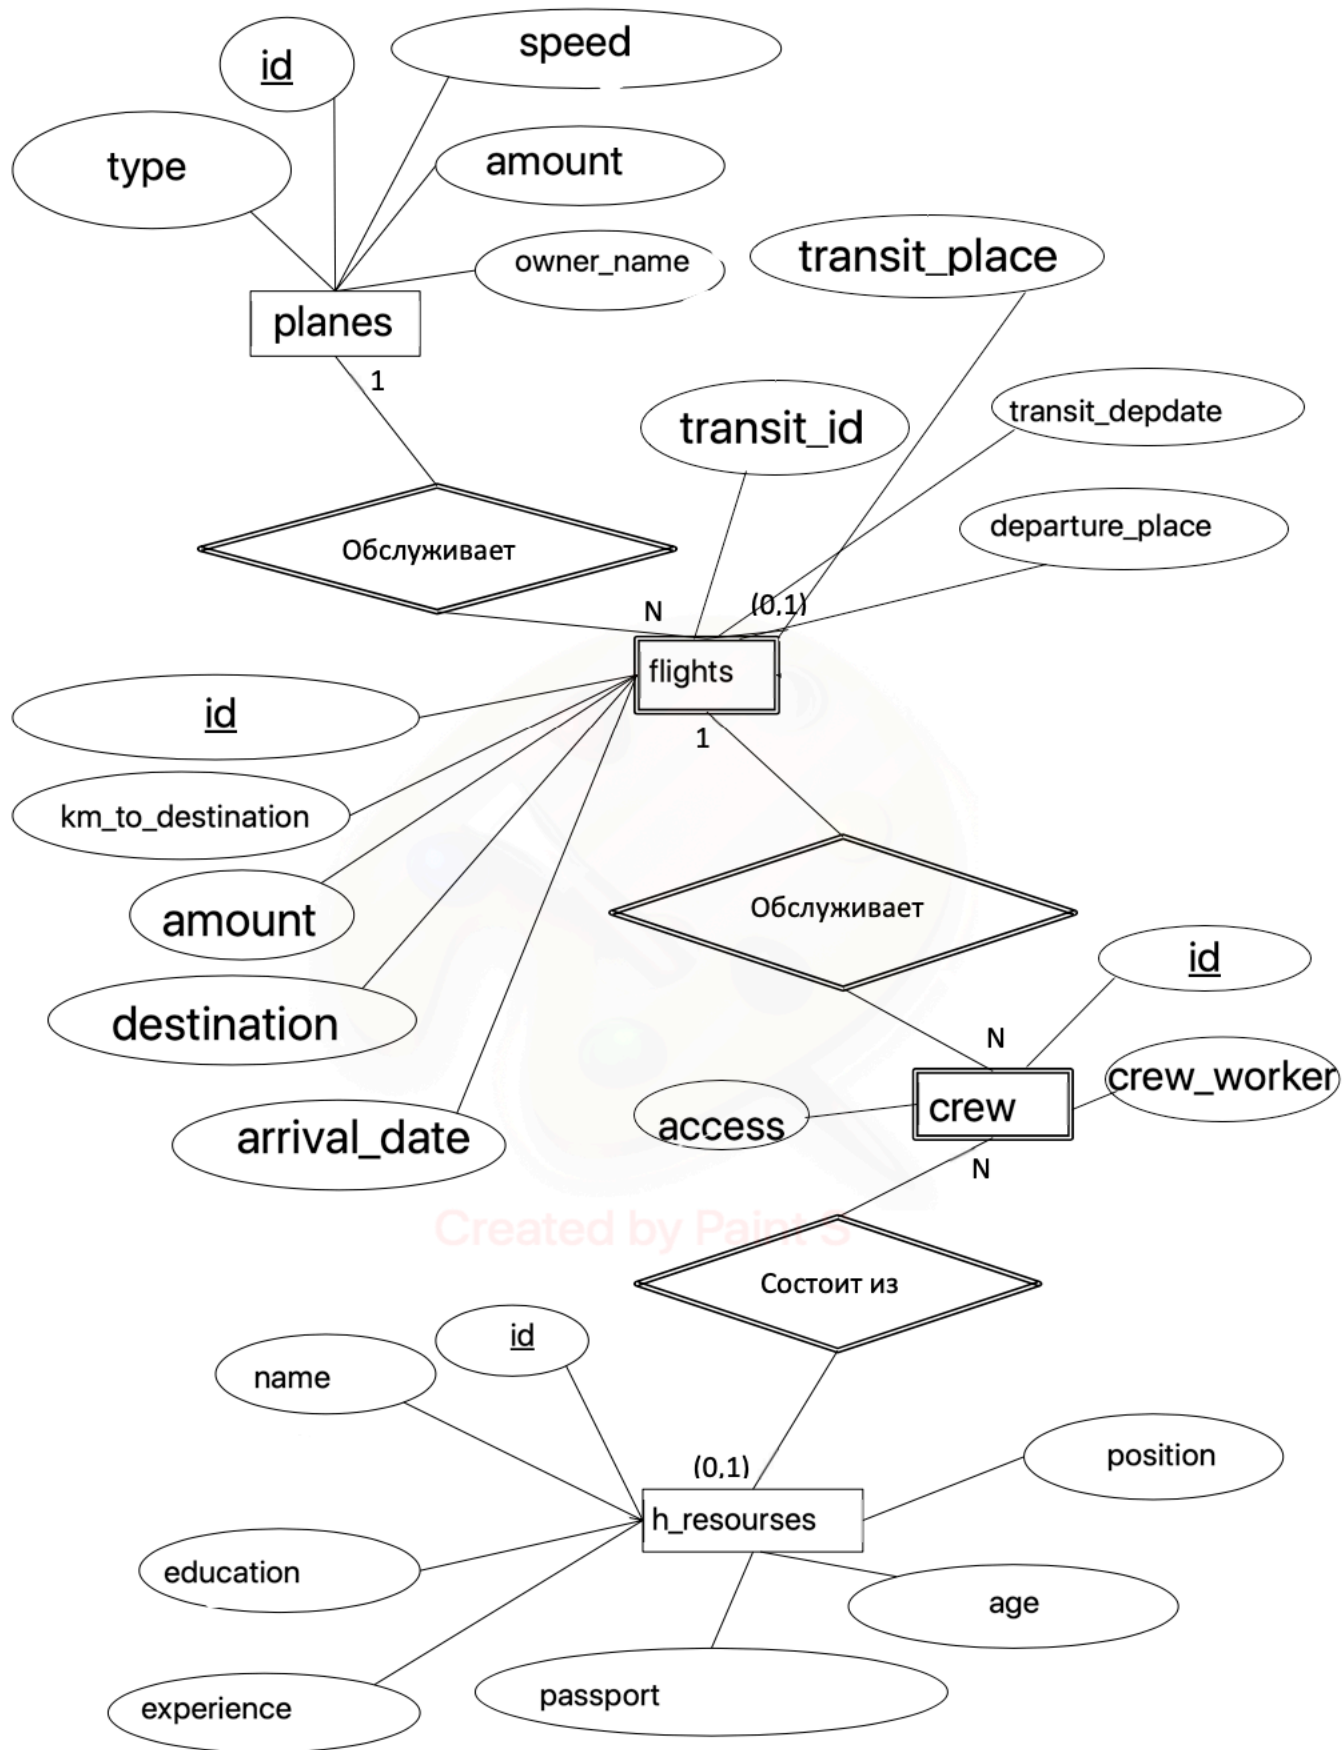 id
speed
type
amount
owner_name
transit_place
planes
1
transit_id
transit_depdate
departure_place
Обслуживает
N
(0,1)
flights
id
1
km_to_destination
amount
Обслуживает
id
destination
N
crew_worker
crew
access
arrival_date
N
Created by Paint S
Состоит из
id
name
position
(0,1)
h_resourses
education
age
passport
experience